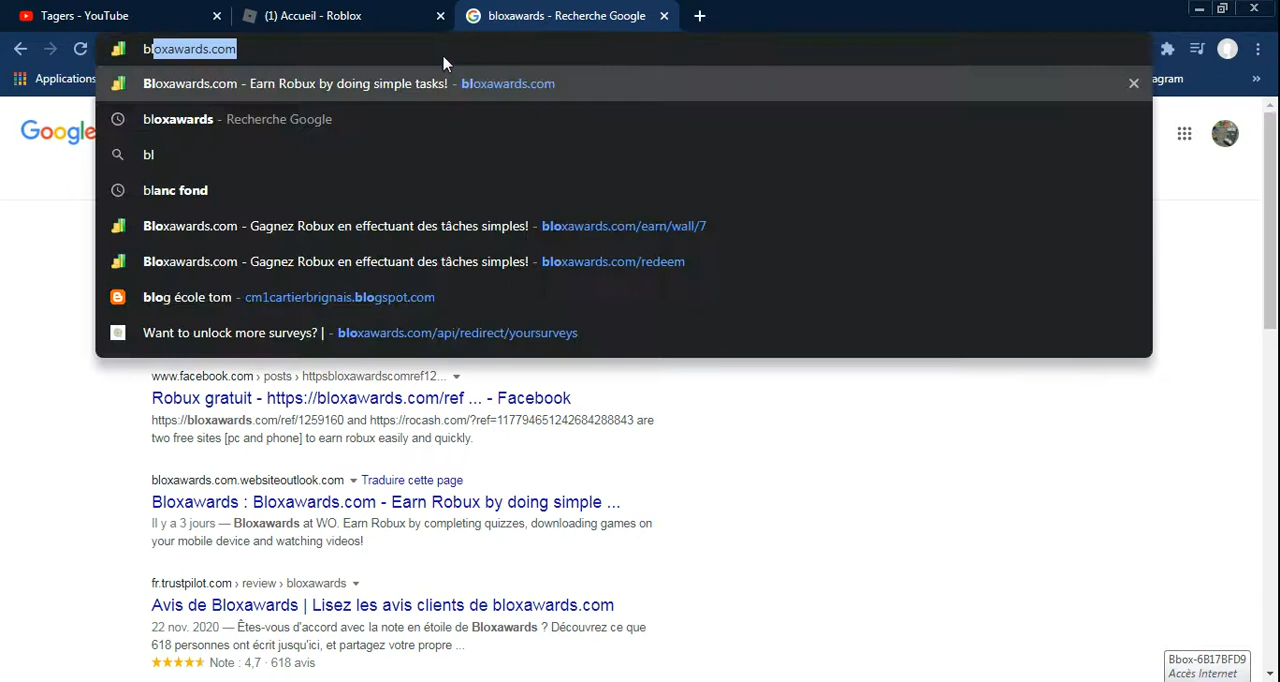 Tagers - YouTube
(1) Accueil - Roblox
bloxawards - Recherche Google
bloxawards.com
Applications
Bloxawards.com - Earn Robux by doing simple tasks! - bloxawards.com
agram
»
Google
bloxawards - Recherche Google
bl
blanc fond
Bloxawards.com - Gagnez Robux en effectuant des tâches simples! - bloxawards.com/earn/wall/7
Bloxawards.com - Gagnez Robux en effectuant des tâches simples! - bloxawards.com/redeem
blog école tom - cm1cartierbrignais.blogspot.com
Want to unlock more surveys? | - bloxawards.com/api/redirect/yoursurveys
www.facebook.com › posts › httpsbloxawardscomref12...
Robux gratuit - https://bloxawards.com/ref ... - Facebook
https://bloxawards.com/ref/1259160 and https://rocash.com/?ref=117794651242684288843 are
two free sites [pc and phone] to earn robux easily and quickly.
bloxawards.com.websiteoutlook.com Traduire cette page
Bloxawards : Bloxawards.com - Earn Robux by doing simple ...
Il y a 3 jours — Bloxawards at WO. Earn Robux by completing quizzes, downloading games on
your mobile device and watching videos!
fr.trustpilot.com › review › bloxawards
Avis de Bloxawards | Lisez les avis clients de bloxawards.com
22 nov. 2020 — Êtes-vous d'accord avec la note en étoile de Bloxawards ? Découvrez ce que
618 personnes ont écrit jusqu'ici, et partagez votre propre ...
Note : 4,7 · 618 avis
Bbox-6B17BFD9
Accès Internet